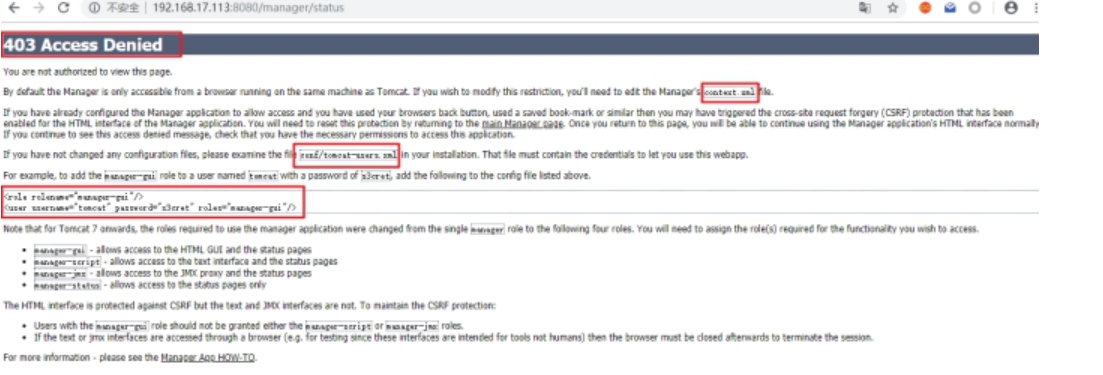 不安全 | 192.168.17.113:8080/manager/status
403 Access Denied
You are not authorized to view this page.
By default the Manager is only accessible from a browser running on the same machine as Tomcat. If you wish to modify this restriction, you'll need to edit the Manager's context.xml file.
If you have already configured the Manager application to allow access and you have used your browsers back button, used a saved book-mark or similar then you may have triggered the cross-site request forgery (CSRF) protection that has been
enabled for the HTML interface of the Manager application. You will need to reset this protection by returning to the main Manager page. Once you return to this page, you will be able to continue using the Manager application's HTML interface normally
If you continue to see this access denied message, check that you have the necessary permissions to access this application.
If you have not changed any configuration files, please examine the file conf/tomcat-users.xml in your installation. That file must contain the credentials to let you use this webapp.
For example, to add the manager-gui role to a user named tomcat with a password of s3cret, add the following to the config file listed above.
<role rolename="manager-gui"/>
<user username="tomcat" password="s3cret" roles="manager-gui"/>
Note that for Tomcat 7 onwards, the roles required to use the manager application were changed from the single manager role to the following four roles. You will need to assign the role(s) required for the functionality you wish to access.
• manager-gui - allows access to the HTML GUI and the status pages
• manager-script - allows access to the text interface and the status pages
• manager-jmx - allows access to the JMX proxy and the status pages
• manager-status - allows access to the status pages only
The HTML interface is protected against CSRF but the text and JMX interfaces are not. To maintain the CSRF protection:
• Users with the manager-gui role should not be granted either the manager-script or manager-jmx roles.
• If the text or jmx interfaces are accessed through a browser (e.g. for testing since these interfaces are intended for tools not humans) then the browser must be closed afterwards to terminate the session.
For more information - please see the Manager App HOW-TO.